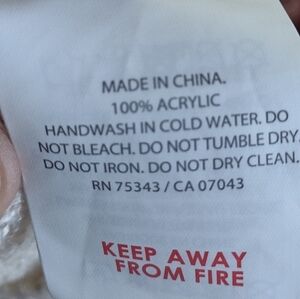 MADE IN CHINA.
100% ACRYLIC
HANDWASH IN COLD WATER. DO
NOT BLEACH. DO NOT TUMBLE DRY.
DO NOT IRON. DO NOT DRY CLEAN.
RN 75343 / CA 07043
KEEP AWAY
FROM FIRE